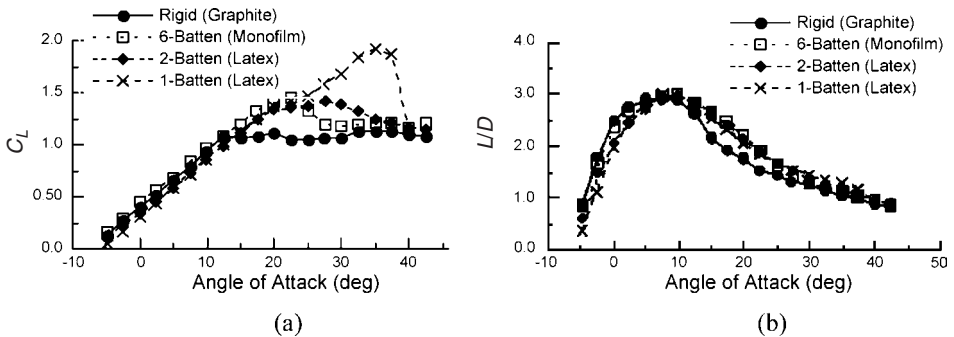 Rigid (Graphite)
6-Batten (Monofilm)
2-Batten (Latex)
1-Batten (Latex)
2.0
1.5
1.0
0.50
0.0
C_L
-10 0 10 20 30 40
Angle of Attack (deg)
(a)
Rigid (Graphite)
6-Batten (Monofilm)
2-Batten (Latex)
1-Batten (Latex)
4.0
3.0
2.0
1.0
0.0
L/D
-10 0 10 20 30 40 50
Angle of Attack (deg)
(b)